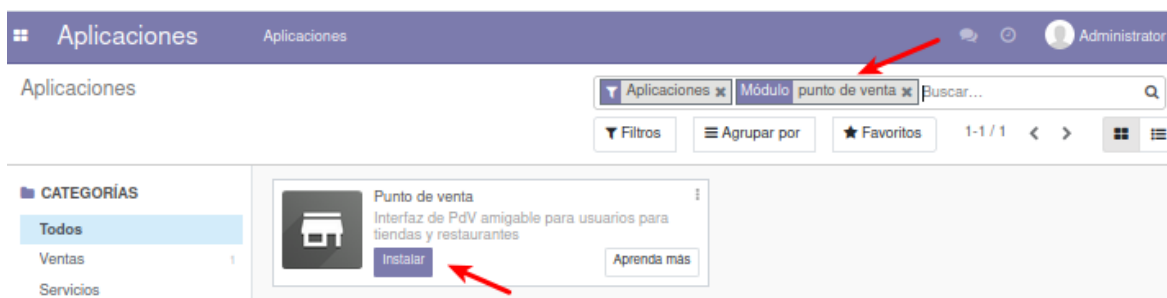 Aplicaciones Aplicaciones Administrator
Aplicaciones
Aplicaciones Módulo punto de venta Buscar...
Filtros Agrupar por Favoritos 1-1 / 1
CATEGORÍAS
Todos
Ventas 1
Servicios
Punto de venta
Interfaz de PdV amigable para usuarios para
tiendas y restaurantes
Instalar Aprenda más